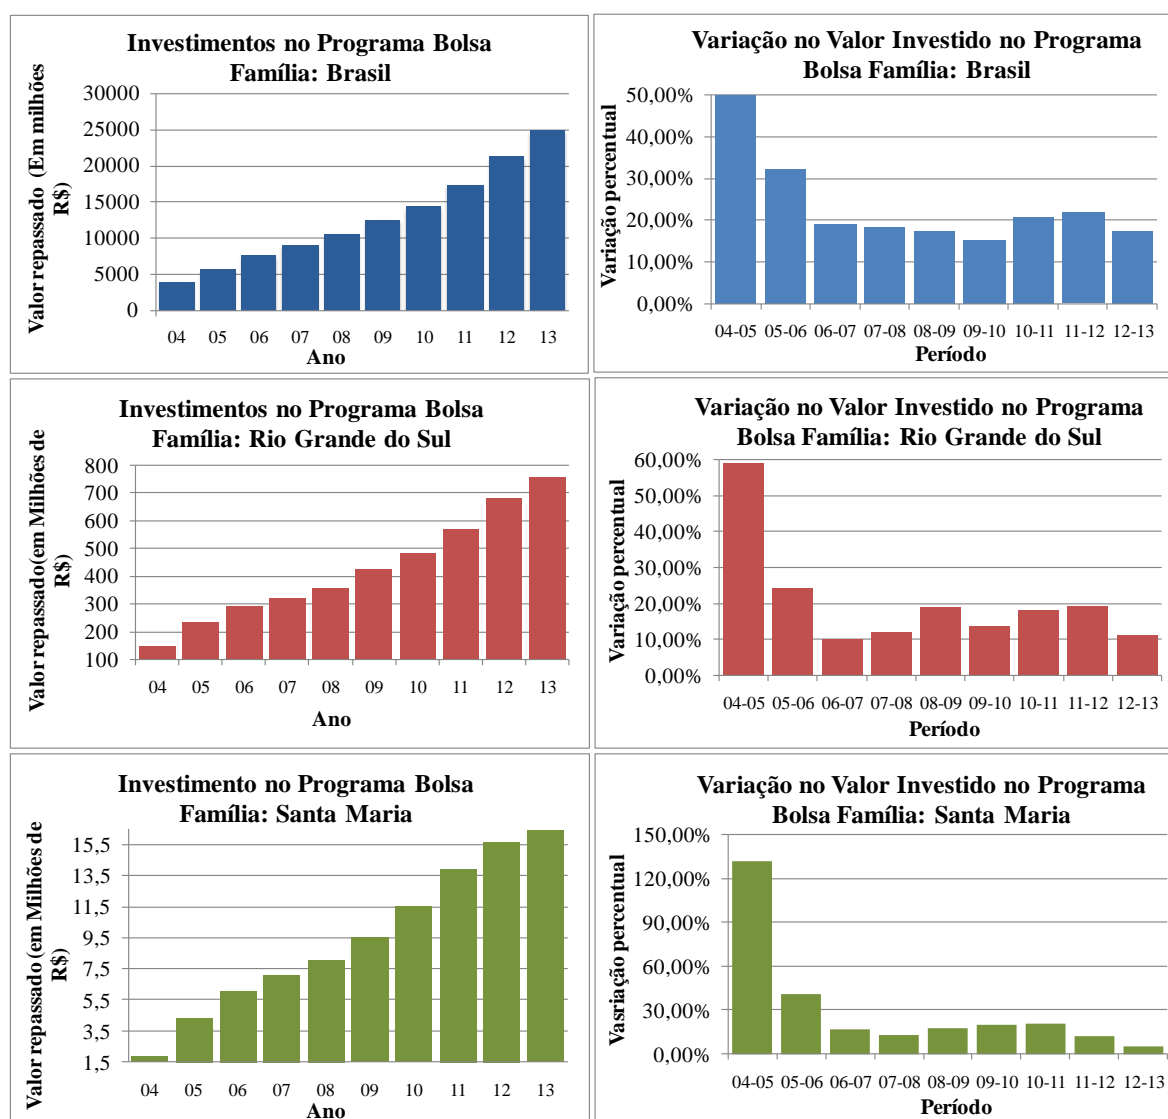 Investimentos no Programa Bolsa
Família: Brasil
Valor repassado (Em milhões
R$)
30000
25000
20000
15000
10000
5000
0
04 05 06 07 08 09 10 11 12 13
Ano
Variação no Valor Investido no Programa
Bolsa Família: Brasil
Variação percentual
50,00%
40,00%
30,00%
20,00%
10,00%
0,00%
04-05 05-06 06-07 07-08 08-09 09-10 10-11 11-12 12-13
Período
Investimentos no Programa Bolsa
Família: Rio Grande do Sul
Valor repassado(em Milhões de
R$)
800
700
600
500
400
300
200
100
04 05 06 07 08 09 10 11 12 13
Ano
Variação no Valor Investido no Programa
Bolsa Família: Rio Grande do Sul
Variação percentual
60,00%
50,00%
40,00%
30,00%
20,00%
10,00%
0,00%
04-05 05-06 06-07 07-08 08-09 09-10 10-11 11-12 12-13
Período
Investimento no Programa Bolsa
Família: Santa Maria
Valor repassado (em Milhões de
R$)
15,5
13,5
11,5
9,5
7,5
5,5
3,5
1,5
04 05 06 07 08 09 10 11 12 13
Ano
Variação no Valor Investido no Programa
Bolsa Família: Santa Maria
Vasriação percentual
150,00%
120,00%
90,00%
60,00%
30,00%
0,00%
04-05 05-06 06-07 07-08 08-09 09-10 10-11 11-12 12-13
Período